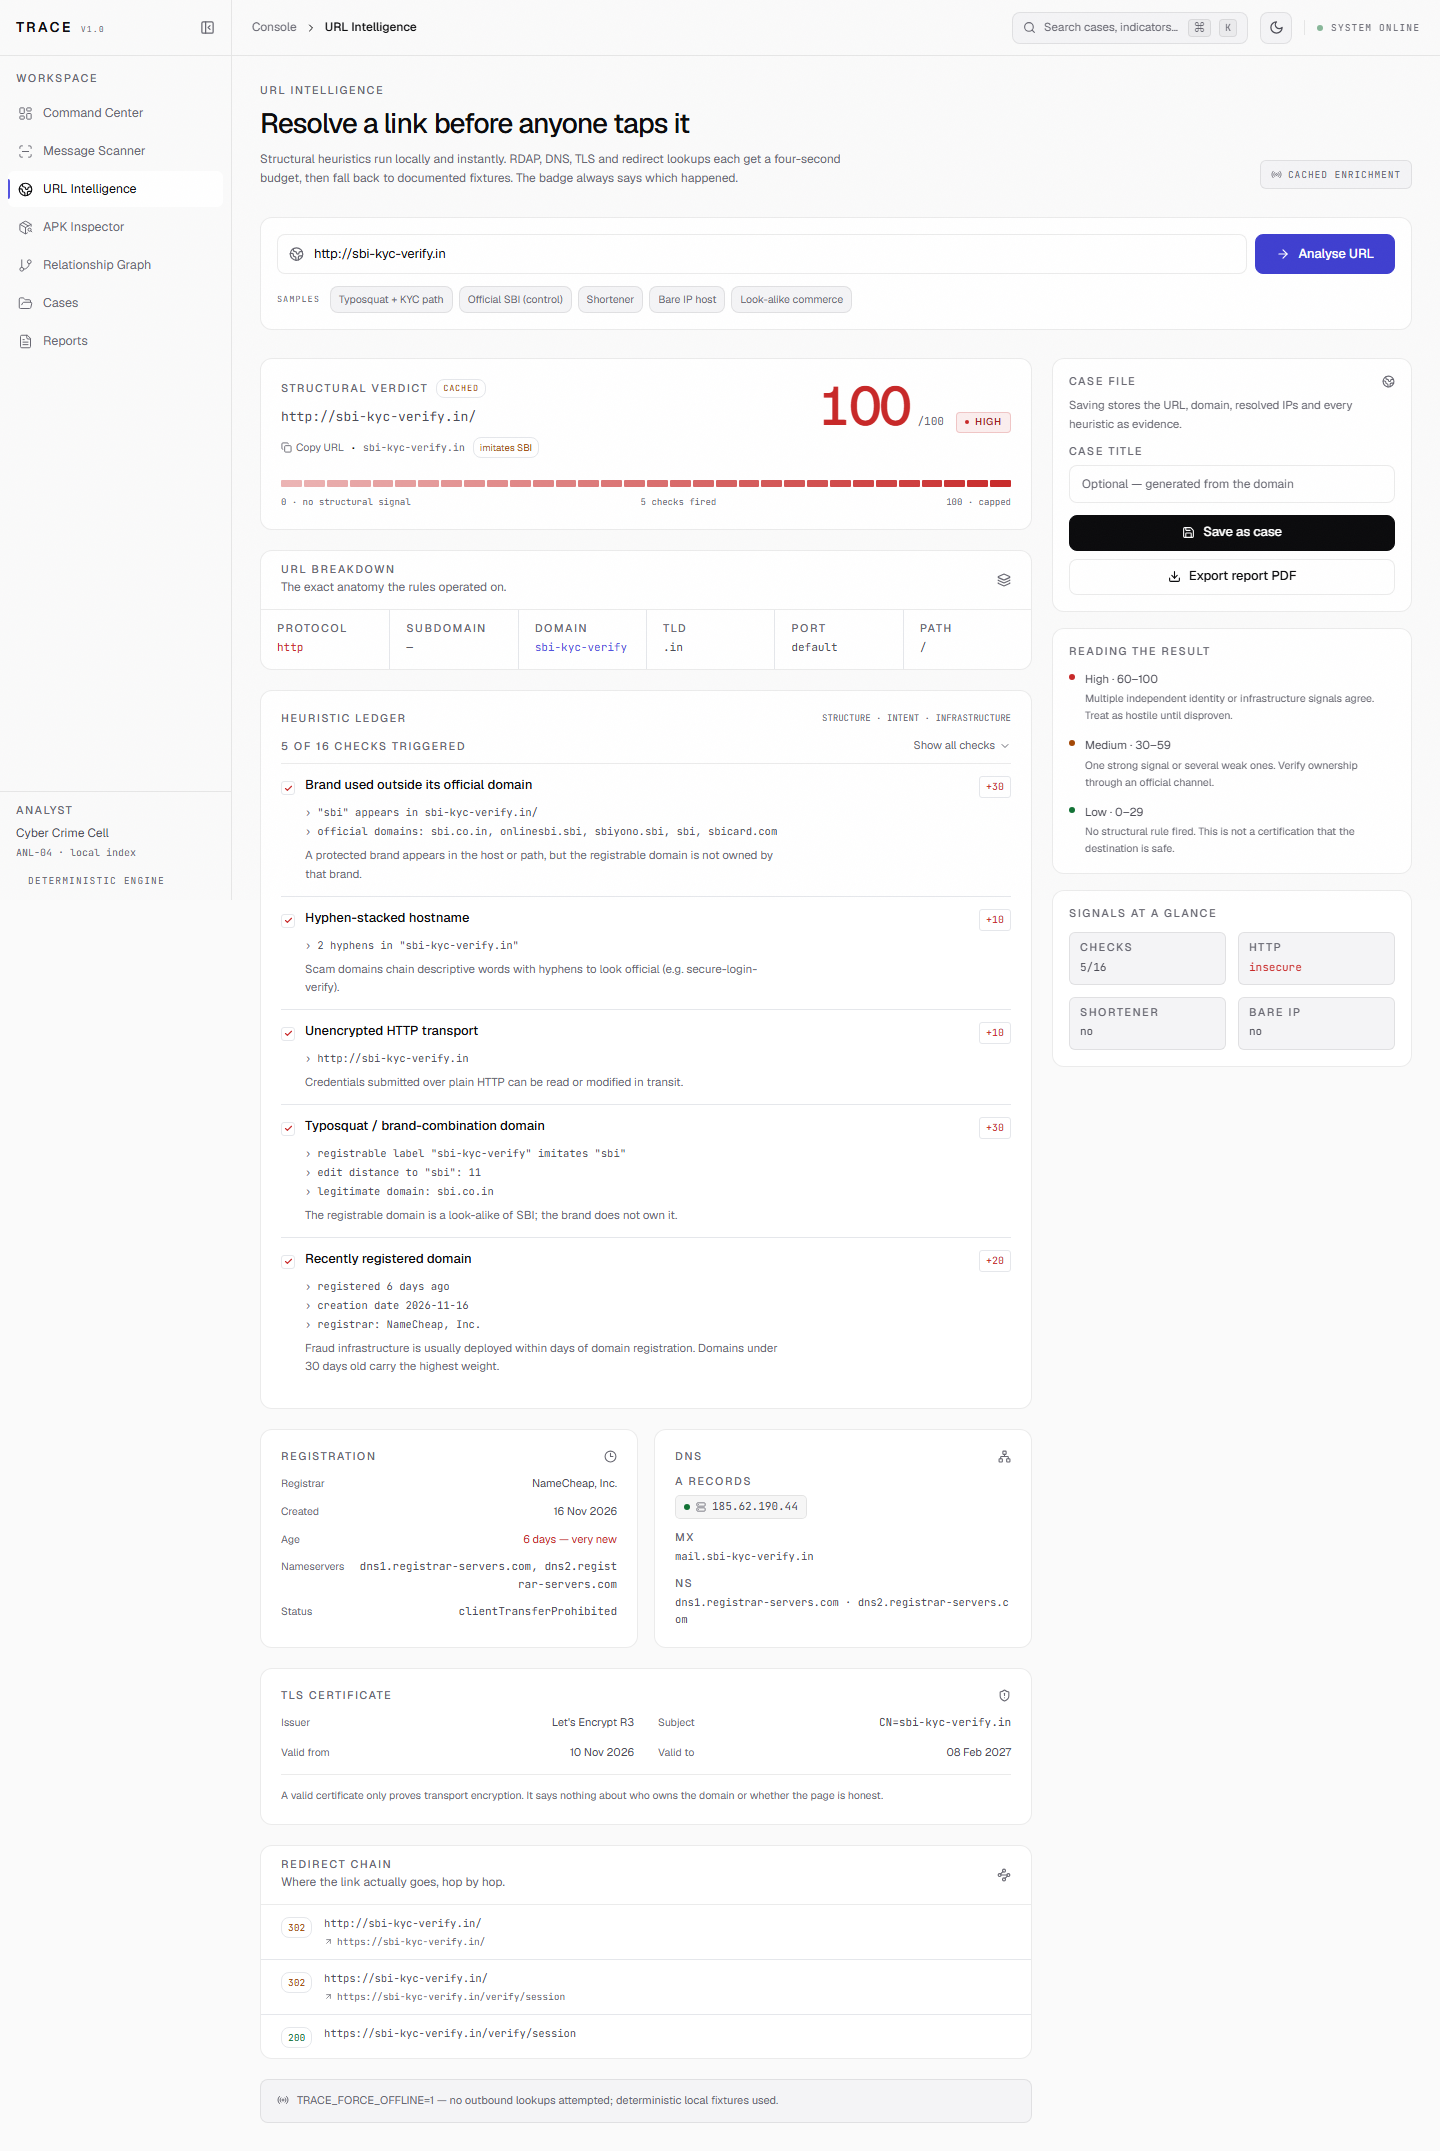 TRACE V1.0
Console > URL Intelligence
Search cases, indicators... ⌘ K
SYSTEM ONLINE
WORKSPACE
Command Center
Message Scanner
URL Intelligence
APK Inspector
Relationship Graph
Cases
Reports
ANALYST
Cyber Crime Cell
ANL-04 · local index
DETERMINISTIC ENGINE
URL INTELLIGENCE
Resolve a link before anyone taps it
Structural heuristics run locally and instantly. RDAP, DNS, TLS and redirect lookups each get a four-second
budget, then fall back to documented fixtures. The badge always says which happened.
CACHED ENRICHMENT
http://sbi-kyc-verify.in
Analyse URL
SAMPLES Typosquat + KYC path Official SBI (control) Shortener Bare IP host Look-alike commerce
STRUCTURAL VERDICT CACHED
http://sbi-kyc-verify.in/
Copy URL • sbi-kyc-verify.in imitates SBI
100 /100 HIGH
0 · no structural signal 5 checks fired 100 · capped
URL BREAKDOWN
The exact anatomy the rules operated on.
PROTOCOL SUBDOMAIN DOMAIN TLD PORT PATH
http — sbi-kyc-verify .in default /
HEURISTIC LEDGER STRUCTURE · INTENT · INFRASTRUCTURE
5 OF 16 CHECKS TRIGGERED Show all checks
Brand used outside its official domain +30
› "sbi" appears in sbi-kyc-verify.in/
› official domains: sbi.co.in, onlinesbi.sbi, sbiyono.sbi, sbi, sbicard.com
A protected brand appears in the host or path, but the registrable domain is not owned by
that brand.
Hyphen-stacked hostname +10
› 2 hyphens in "sbi-kyc-verify.in"
Scam domains chain descriptive words with hyphens to look official (e.g. secure-login-
verify).
Unencrypted HTTP transport +10
› http://sbi-kyc-verify.in
Credentials submitted over plain HTTP can be read or modified in transit.
Typosquat / brand-combination domain +30
› registrable label "sbi-kyc-verify" imitates "sbi"
› edit distance to "sbi": 11
› legitimate domain: sbi.co.in
The registrable domain is a look-alike of SBI; the brand does not own it.
Recently registered domain +20
› registered 6 days ago
› creation date 2026-11-16
› registrar: NameCheap, Inc.
Fraud infrastructure is usually deployed within days of domain registration. Domains under
30 days old carry the highest weight.
REGISTRATION
Registrar NameCheap, Inc.
Created 16 Nov 2026
Age 6 days — very new
Nameservers dns1.registrar-servers.com, dns2.regist
rar-servers.com
Status clientTransferProhibited
DNS
A RECORDS
185.62.190.44
MX
mail.sbi-kyc-verify.in
NS
dns1.registrar-servers.com · dns2.registrar-servers.c
om
TLS CERTIFICATE
Issuer Let's Encrypt R3 Subject CN=sbi-kyc-verify.in
Valid from 10 Nov 2026 Valid to 08 Feb 2027
A valid certificate only proves transport encryption. It says nothing about who owns the domain or whether the page is honest.
REDIRECT CHAIN
Where the link actually goes, hop by hop.
302 http://sbi-kyc-verify.in/
↗ https://sbi-kyc-verify.in/
302 https://sbi-kyc-verify.in/
↗ https://sbi-kyc-verify.in/verify/session
200 https://sbi-kyc-verify.in/verify/session
TRACE_FORCE_OFFLINE=1 — no outbound lookups attempted; deterministic local fixtures used.
CASE FILE
Saving stores the URL, domain, resolved IPs and every
heuristic as evidence.
CASE TITLE
Optional — generated from the domain
Save as case
Export report PDF
READING THE RESULT
High · 60–100
Multiple independent identity or infrastructure signals agree.
Treat as hostile until disproven.
Medium · 30–59
One strong signal or several weak ones. Verify ownership
through an official channel.
Low · 0–29
No structural rule fired. This is not a certification that the
destination is safe.
SIGNALS AT A GLANCE
CHECKS HTTP
5/16 insecure
SHORTENER BARE IP
no no